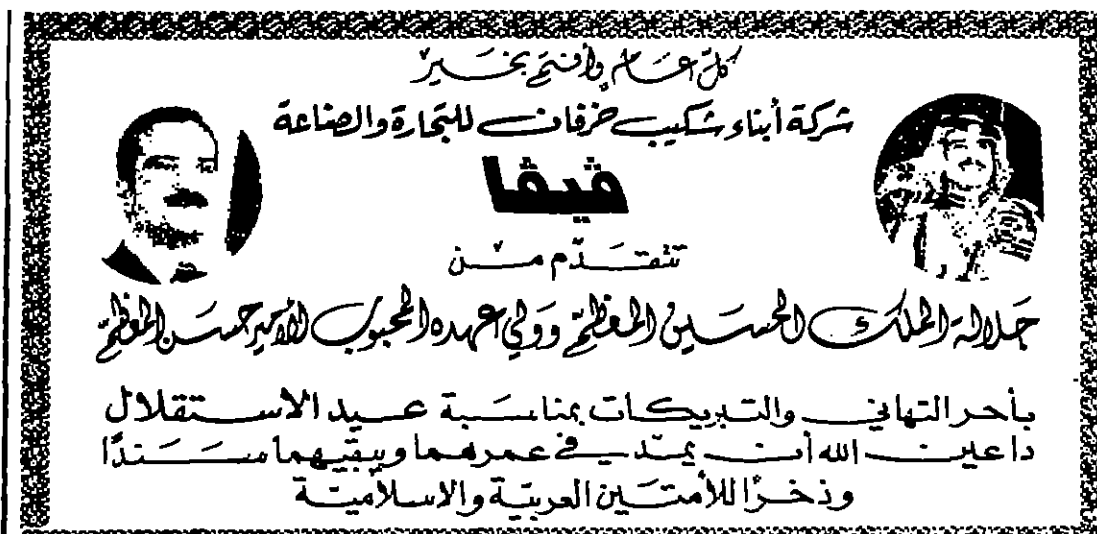 كل عام وأنتم بخير
شركة أبناء شكيب خرفان للتجارة والصناعة
ڤيڤا
تتقدم من
جلالة الملك الحسين المعظم وولي عهده المحبوب الأمير حسن المعظم
بأحر التهاني والتبريكات بمناسبة عيد الاستقلال
داعين الله أن يمد في عمرهما ويبقيهما سندًا
وذخرًا للأمتين العربية والاسلامية